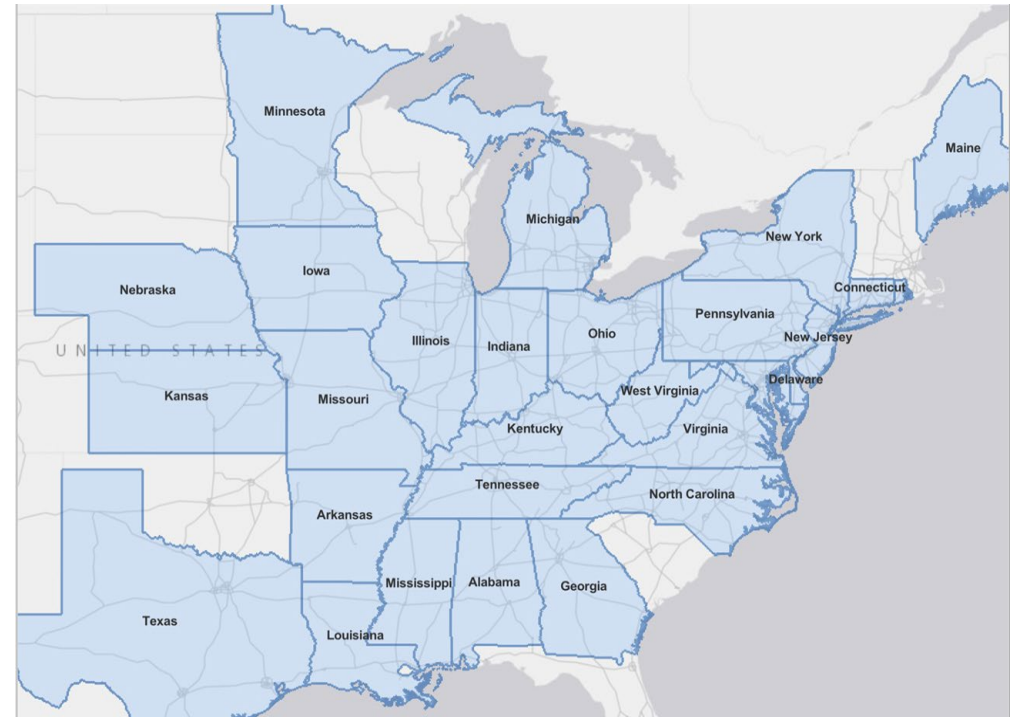 Minnesota
Maine
Michigan
New York
Iowa
Nebraska
Connecticut
Pennsylvania
Ohio
New Jersey
Illinois
Indiana
UNITED STATES
Delaware
Kansas
Missouri
West Virginia
Kentucky
Virginia
Tennessee
North Carolina
Arkansas
Mississippi
Alabama
Georgia
Texas
Louisiana